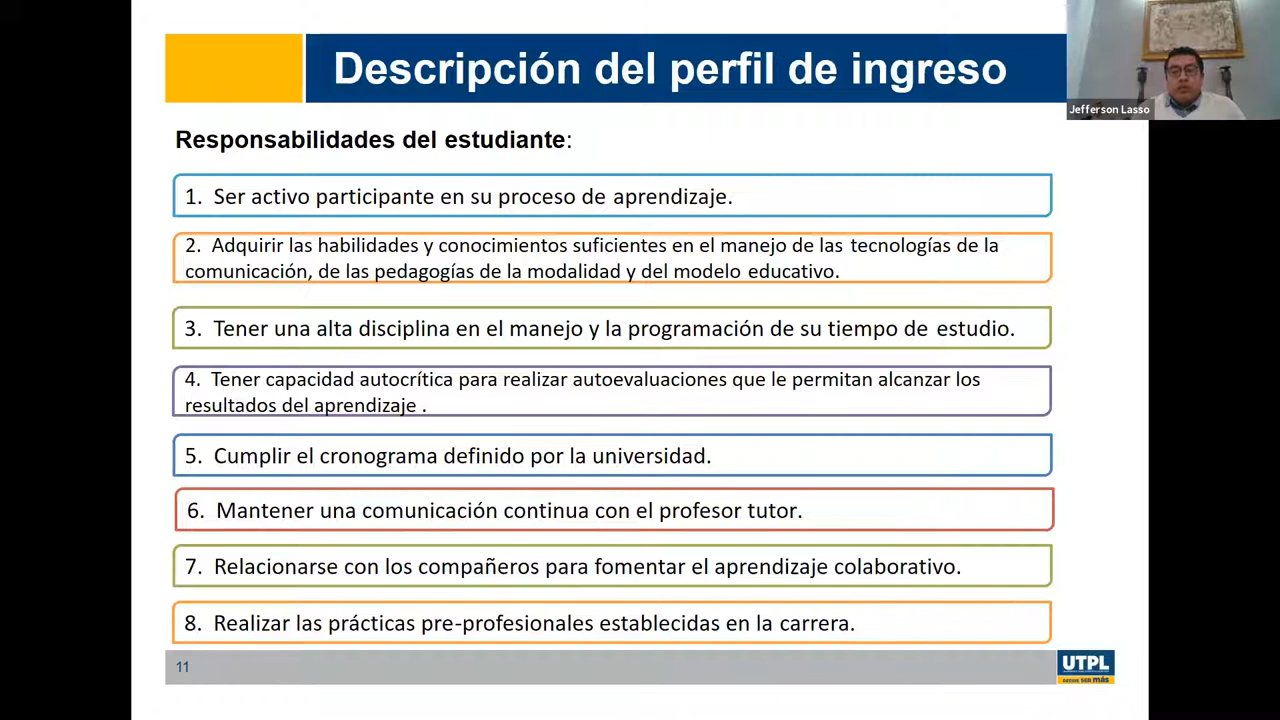 Descripción del perfil de ingreso
Jefferson Lasso
Responsabilidades del estudiante:
1. Ser activo participante en su proceso de aprendizaje.
2. Adquirir las habilidades y conocimientos suficientes en el manejo de las tecnologías de la
comunicación, de las pedagogías de la modalidad y del modelo educativo.
3. Tener una alta disciplina en el manejo y la programación de su tiempo de estudio.
4. Tener capacidad autocrítica para realizar autoevaluaciones que le permitan alcanzar los
resultados del aprendizaje .
5. Cumplir el cronograma definido por la universidad.
6. Mantener una comunicación continua con el profesor tutor.
7. Relacionarse con los compañeros para fomentar el aprendizaje colaborativo.
8. Realizar las prácticas pre-profesionales establecidas en la carrera.
11
UTPL
DECIDE SER más